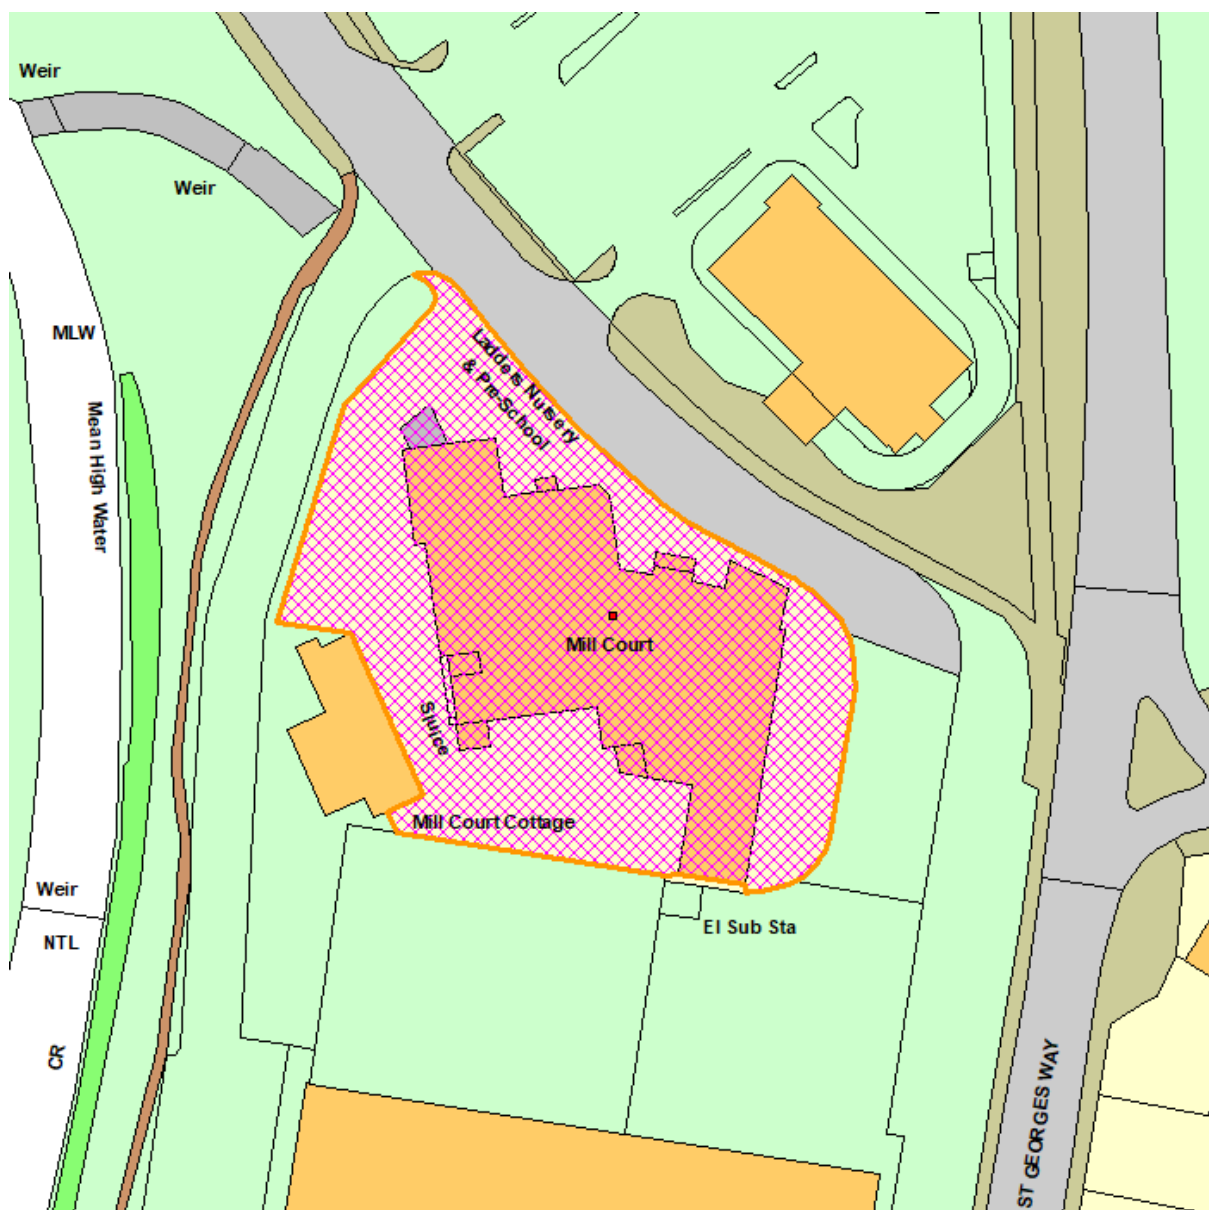 Weir
Weir
MLW
Mean High Water
Ladders Nursery
& Pre-School
Mill Court
Sluice
Mill Court Cottage
Weir
El Sub Sta
NTL
CR
ST GEORGES WAY